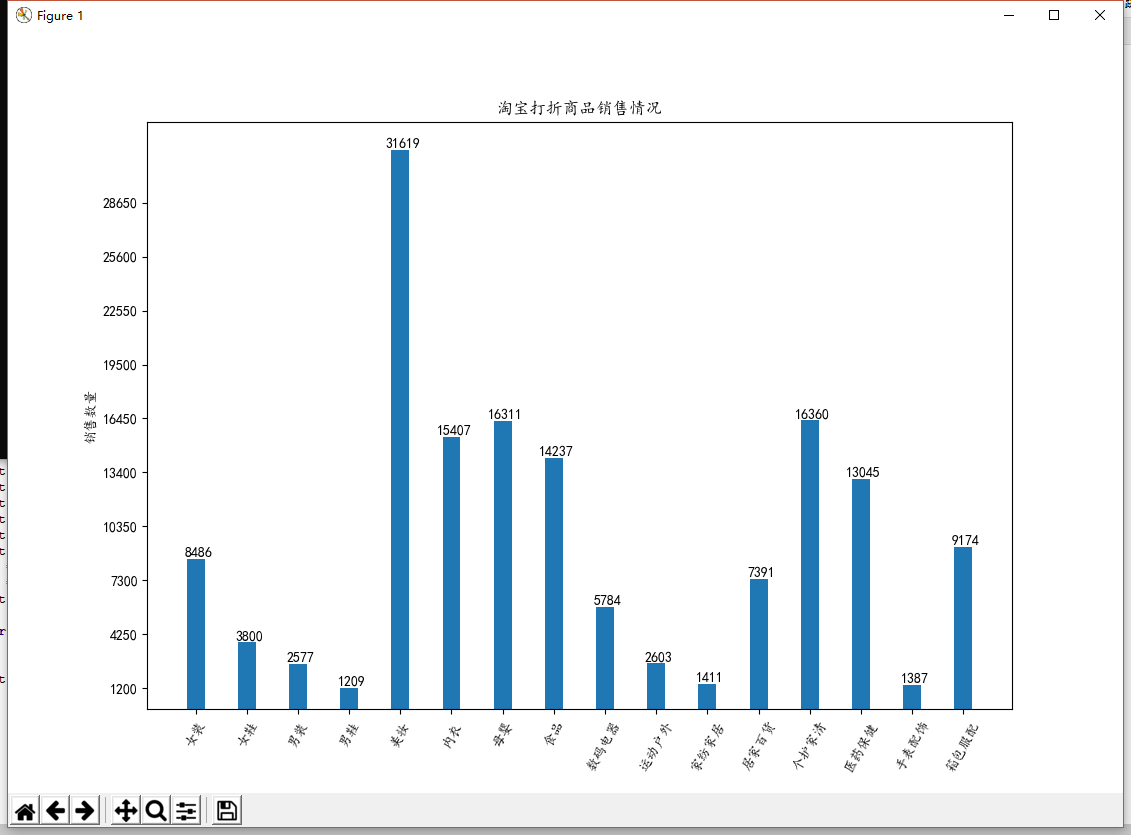 Figure 1
淘宝打折商品销售情况
销售数量
28650
25600
22550
19500
16450
13400
10350
7300
4250
1200
8486
3800
2577
1209
31619
15407
16311
14237
5784
2603
1411
7391
16360
13045
1387
9174
女装
女鞋
男装
男鞋
美妆
内衣
母婴
食品
数码电器
运动户外
家纺家居
居家百货
个护家清
医药保健
手表配饰
箱包服配
t
t
t
t
t
t
t
r
t